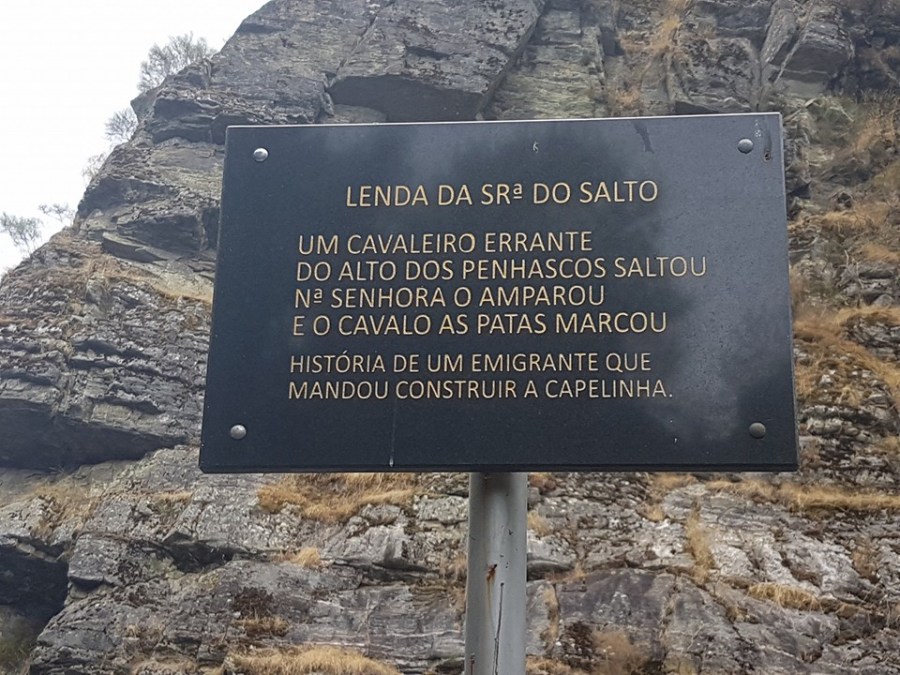 LENDA DA SRª DO SALTO
UM CAVALEIRO ERRANTE
DO ALTO DOS PENHASCOS SALTOU
Nª SENHORA O AMPAROU
E O CAVALO AS PATAS MARCOU
HISTÓRIA DE UM EMIGRANTE QUE
MANDOU CONSTRUIR A CAPELINHA.